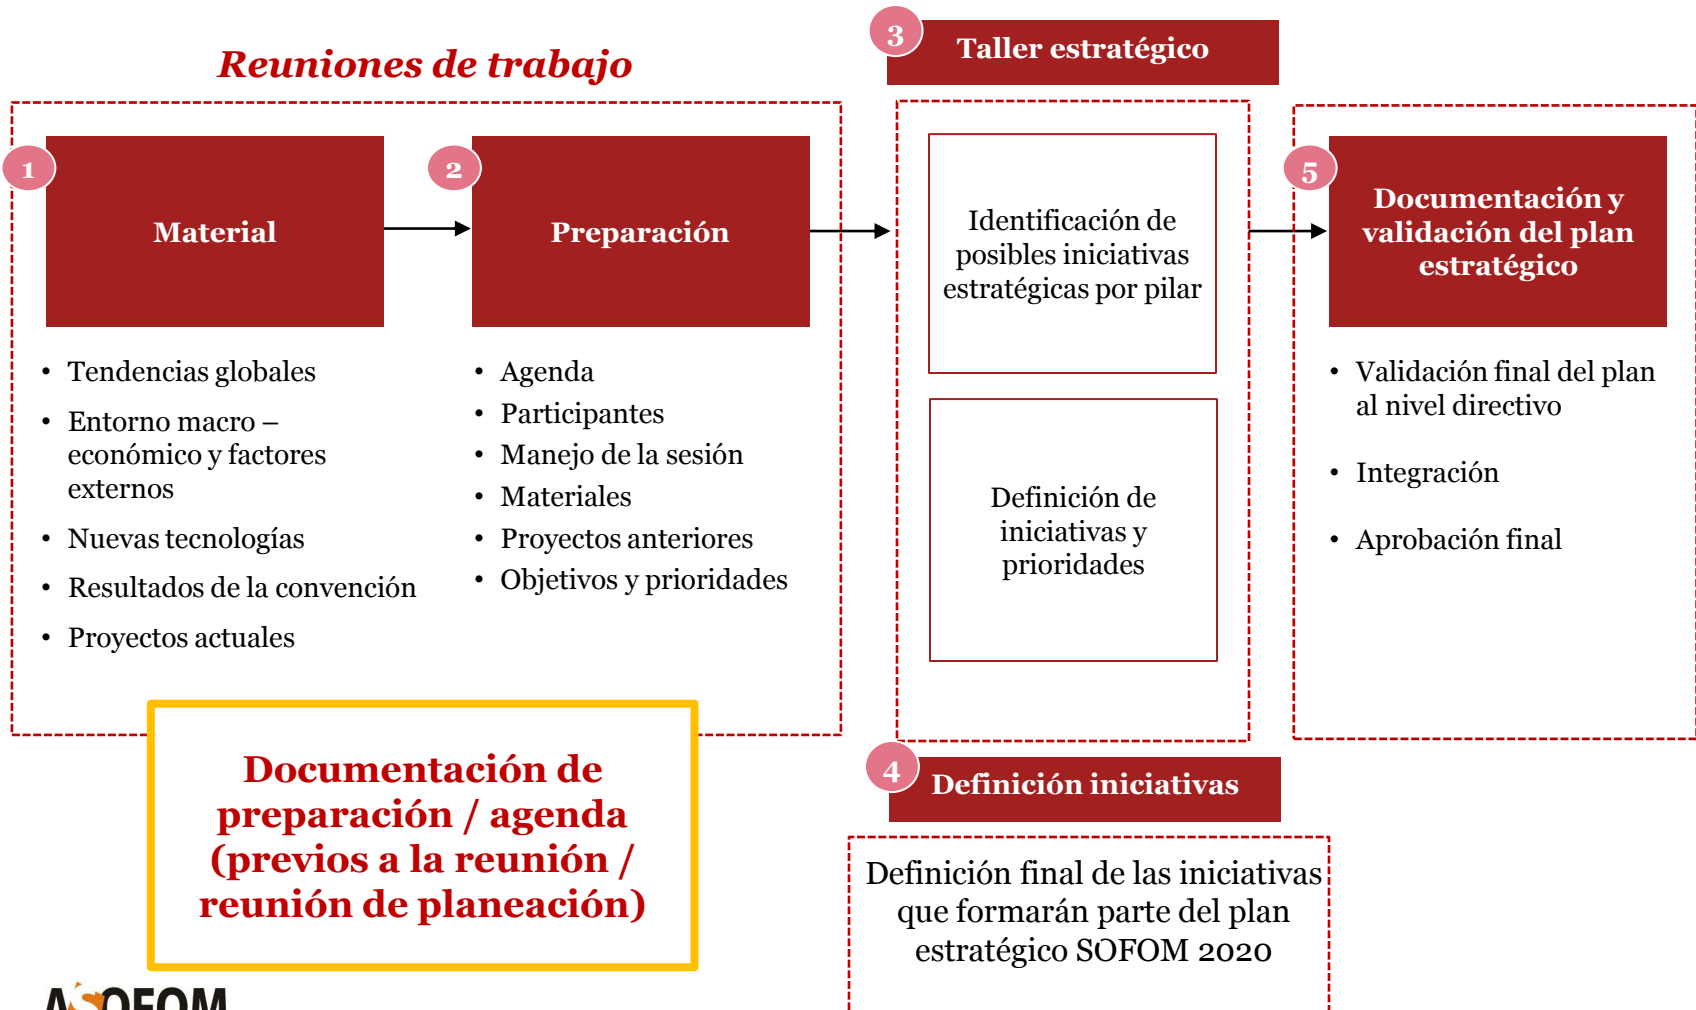 Reuniones de trabajo
1
Material
• Tendencias globales
• Entorno macro –
económico y factores
externos
• Nuevas tecnologías
• Resultados de la convención
• Proyectos actuales
2
Preparación
• Agenda
• Participantes
• Manejo de la sesión
• Materiales
• Proyectos anteriores
• Objetivos y prioridades
Documentación de
preparación / agenda
(previos a la reunión /
reunión de planeación)
3
Taller estratégico
Identificación de
posibles iniciativas
estratégicas por pilar
Definición de
iniciativas y
prioridades
4
Definición iniciativas
Definición final de las iniciativas
que formarán parte del plan
estratégico SOFOM 2020
5
Documentación y
validación del plan
estratégico
• Validación final del plan
al nivel directivo
• Integración
• Aprobación final
ASOFOM